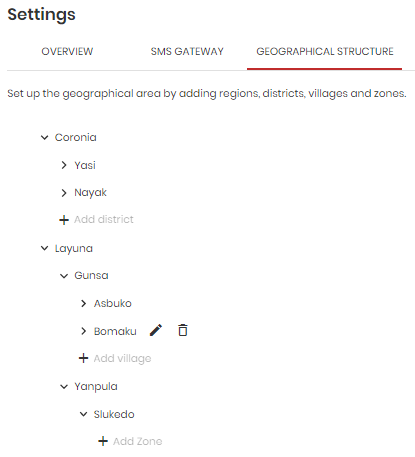 Settings
OVERVIEW SMS GATEWAY GEOGRAPHICAL STRUCTURE
Set up the geographical area by adding regions, districts, villages and zones.
Coronia
Yasi
Nayak
Add district
Layuna
Gunsa
Asbuko
Bomaku
Add village
Yanpula
Slukedo
Add Zone